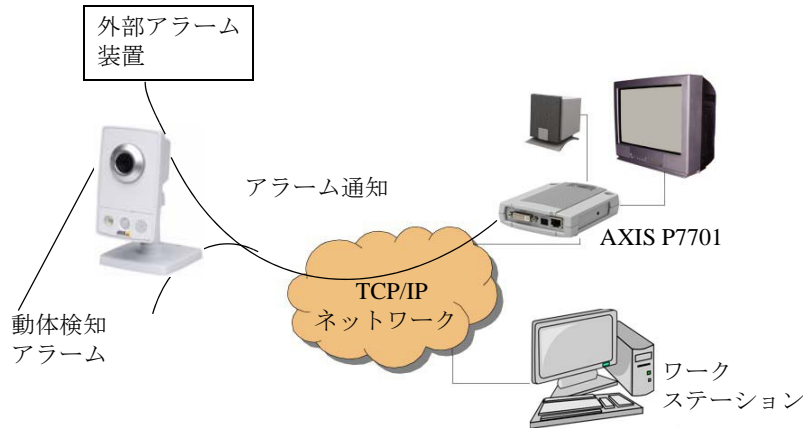 外部アラーム
装置
アラーム通知
AXIS P7701
TCP/IP
ネットワーク
動体検知
アラーム
ワーク
ステーション